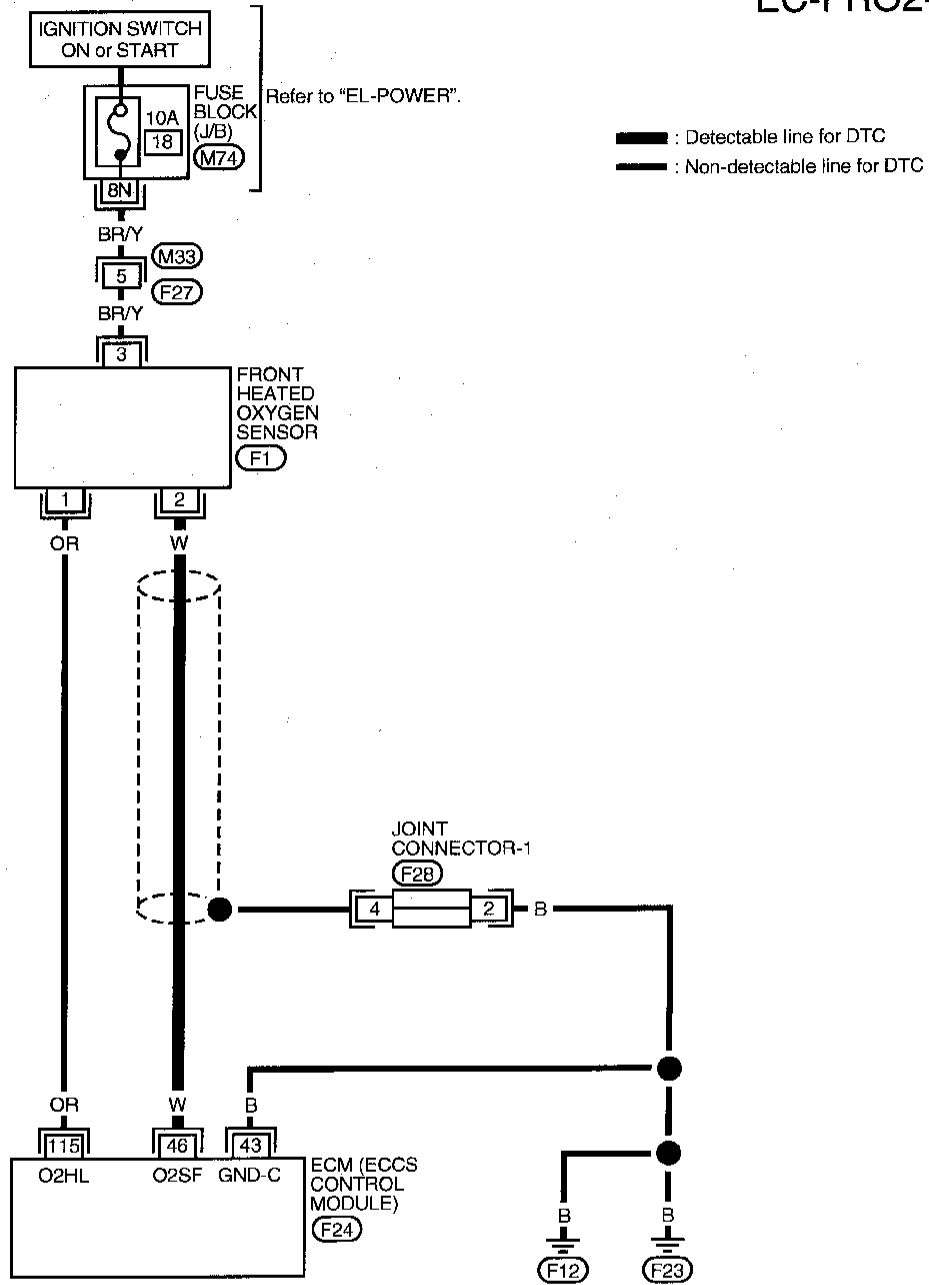 IGNITION SWITCH
ON or START
FUSE
BLOCK
(J/B)
M74
10A
18
Refer to "EL-POWER".
: Detectable line for DTC
: Non-detectable line for DTC
8N
BR/Y
M33
5
F27
BR/Y
3
FRONT
HEATED
OXYGEN
SENSOR
F1
1
2
OR
W
JOINT
CONNECTOR-1
F28
4
2
B
OR
W
B
115
46
43
O2HL
O2SF
GND-C
ECM (ECCS
CONTROL
MODULE)
F24
B
B
F12
F23